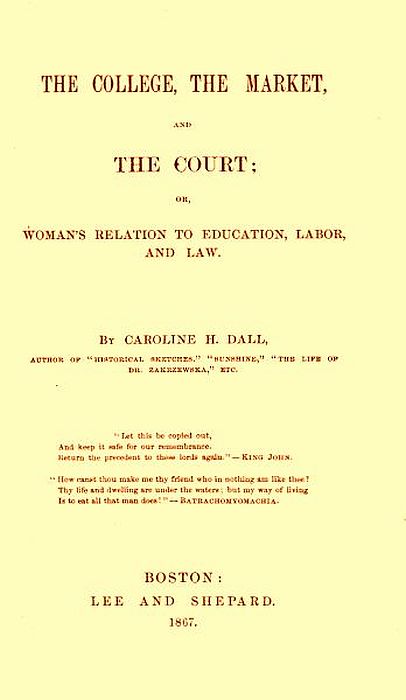 THE COLLEGE, THE MARKET,
AND
THE COURT;
OR,
WOMAN'S RELATION TO EDUCATION, LABOR,
AND LAW.
BY CAROLINE H. DALL,
AUTHOR OF "HISTORICAL SKETCHES," "SUNSHINE," "THE LIFE OF
DR. ZAKRZEWSKA," ETC.
"Let this be copied out,
And keep it safe for our remembrance.
Return the precedent to these lords again." — KING JOHN.
"How canst thou make me thy friend who in nothing am like thee?
Thy life and dwelling are under the waters; but my way of living
Is to eat all that man does!" — BATRACHOMYOMACHIA.
BOSTON:
LEE AND SHEPARD.
1867.